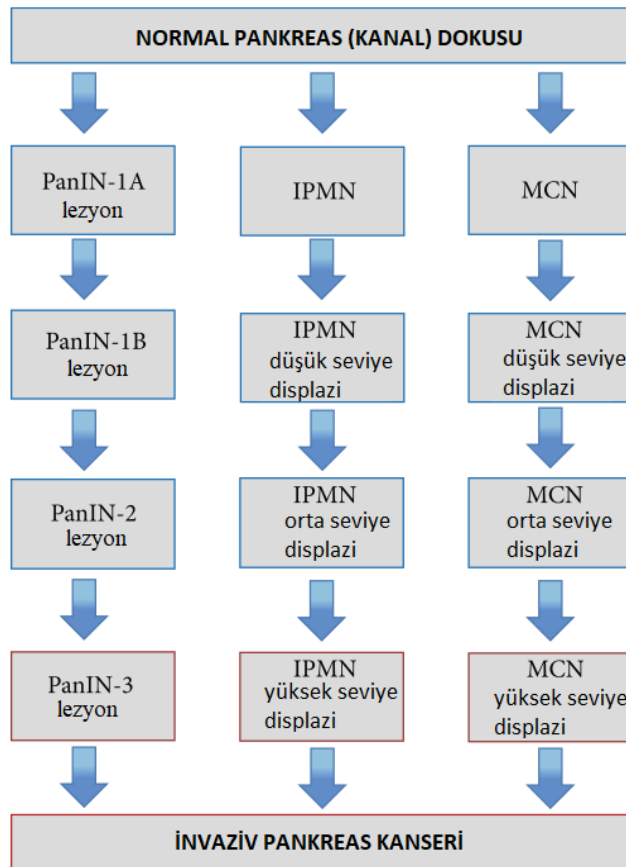 NORMAL PANKREAS (KANAL) DOKUSU
PanIN-1A
lezyon
IPMN
MCN
PanIN-1B
lezyon
IPMN
düşük seviye
displazi
MCN
düşük seviye
displazi
PanIN-2
lezyon
IPMN
orta seviye
displazi
MCN
orta seviye
displazi
PanIN-3
lezyon
IPMN
yüksek seviye
displazi
MCN
yüksek seviye
displazi
İNVAZİV PANKREAS KANSERİ